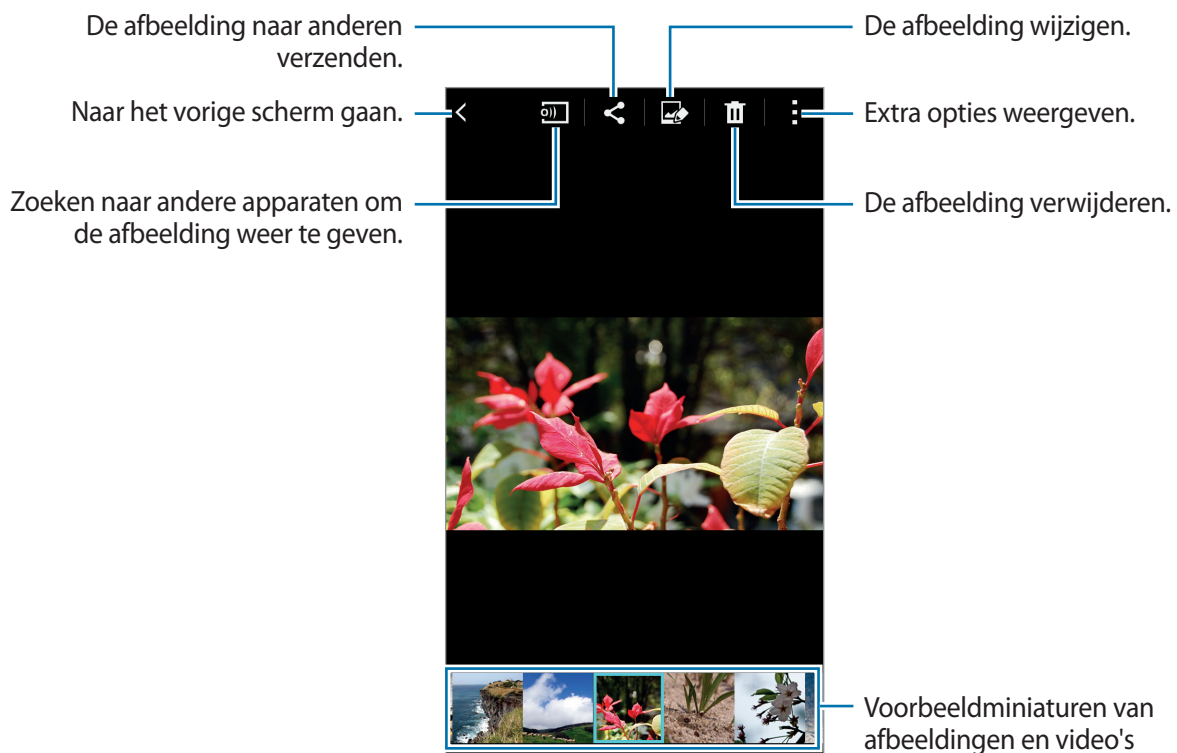 De afbeelding naar anderen
verzenden.
De afbeelding wijzigen.
Naar het vorige scherm gaan.
Extra opties weergeven.
Zoeken naar andere apparaten om
de afbeelding weer te geven.
De afbeelding verwijderen.
Voorbeeldminiaturen van
afbeeldingen en video's